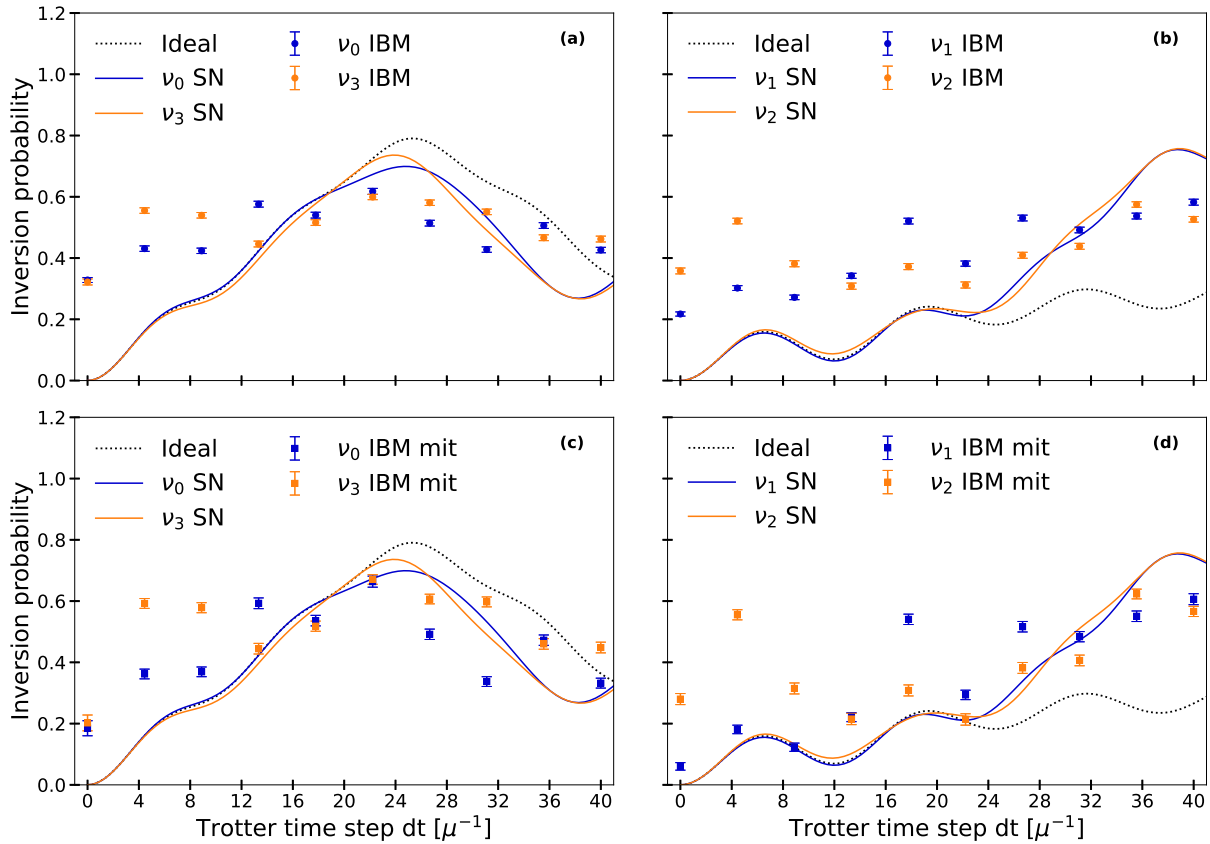 1.2
1.0
0.8
0.6
0.4
0.2
0.0
Inversion probability
Ideal
ν₀ SN
ν₃ SN
ν₀ IBM
ν₃ IBM
(a)
Ideal
ν₁ SN
ν₂ SN
ν₁ IBM
ν₂ IBM
(b)
1.2
1.0
0.8
0.6
0.4
0.2
0.0
Inversion probability
Ideal
ν₀ SN
ν₃ SN
ν₀ IBM mit
ν₃ IBM mit
(c)
0 4 8 12 16 20 24 28 32 36 40
Trotter time step dt [μ⁻¹]
Ideal
ν₁ SN
ν₂ SN
ν₁ IBM mit
ν₂ IBM mit
(d)
0 4 8 12 16 20 24 28 32 36 40
Trotter time step dt [μ⁻¹]